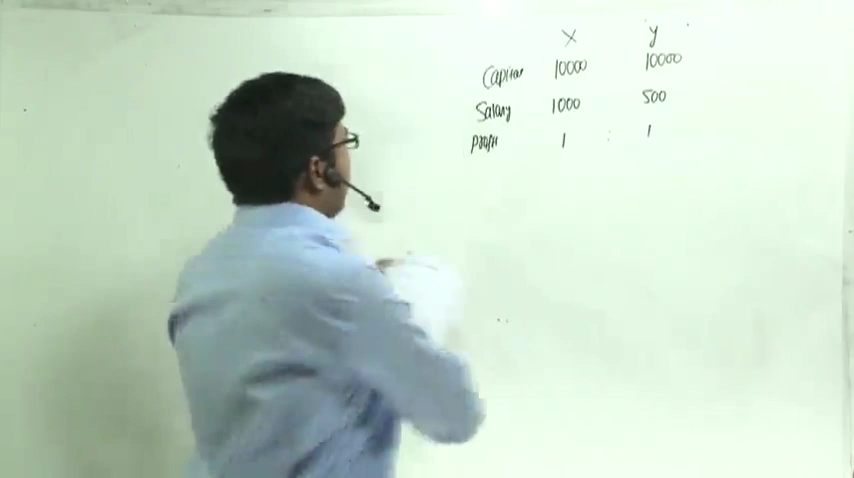 X y
Capital 10000 10000
Salary 1000 500
Profit 1 : 1